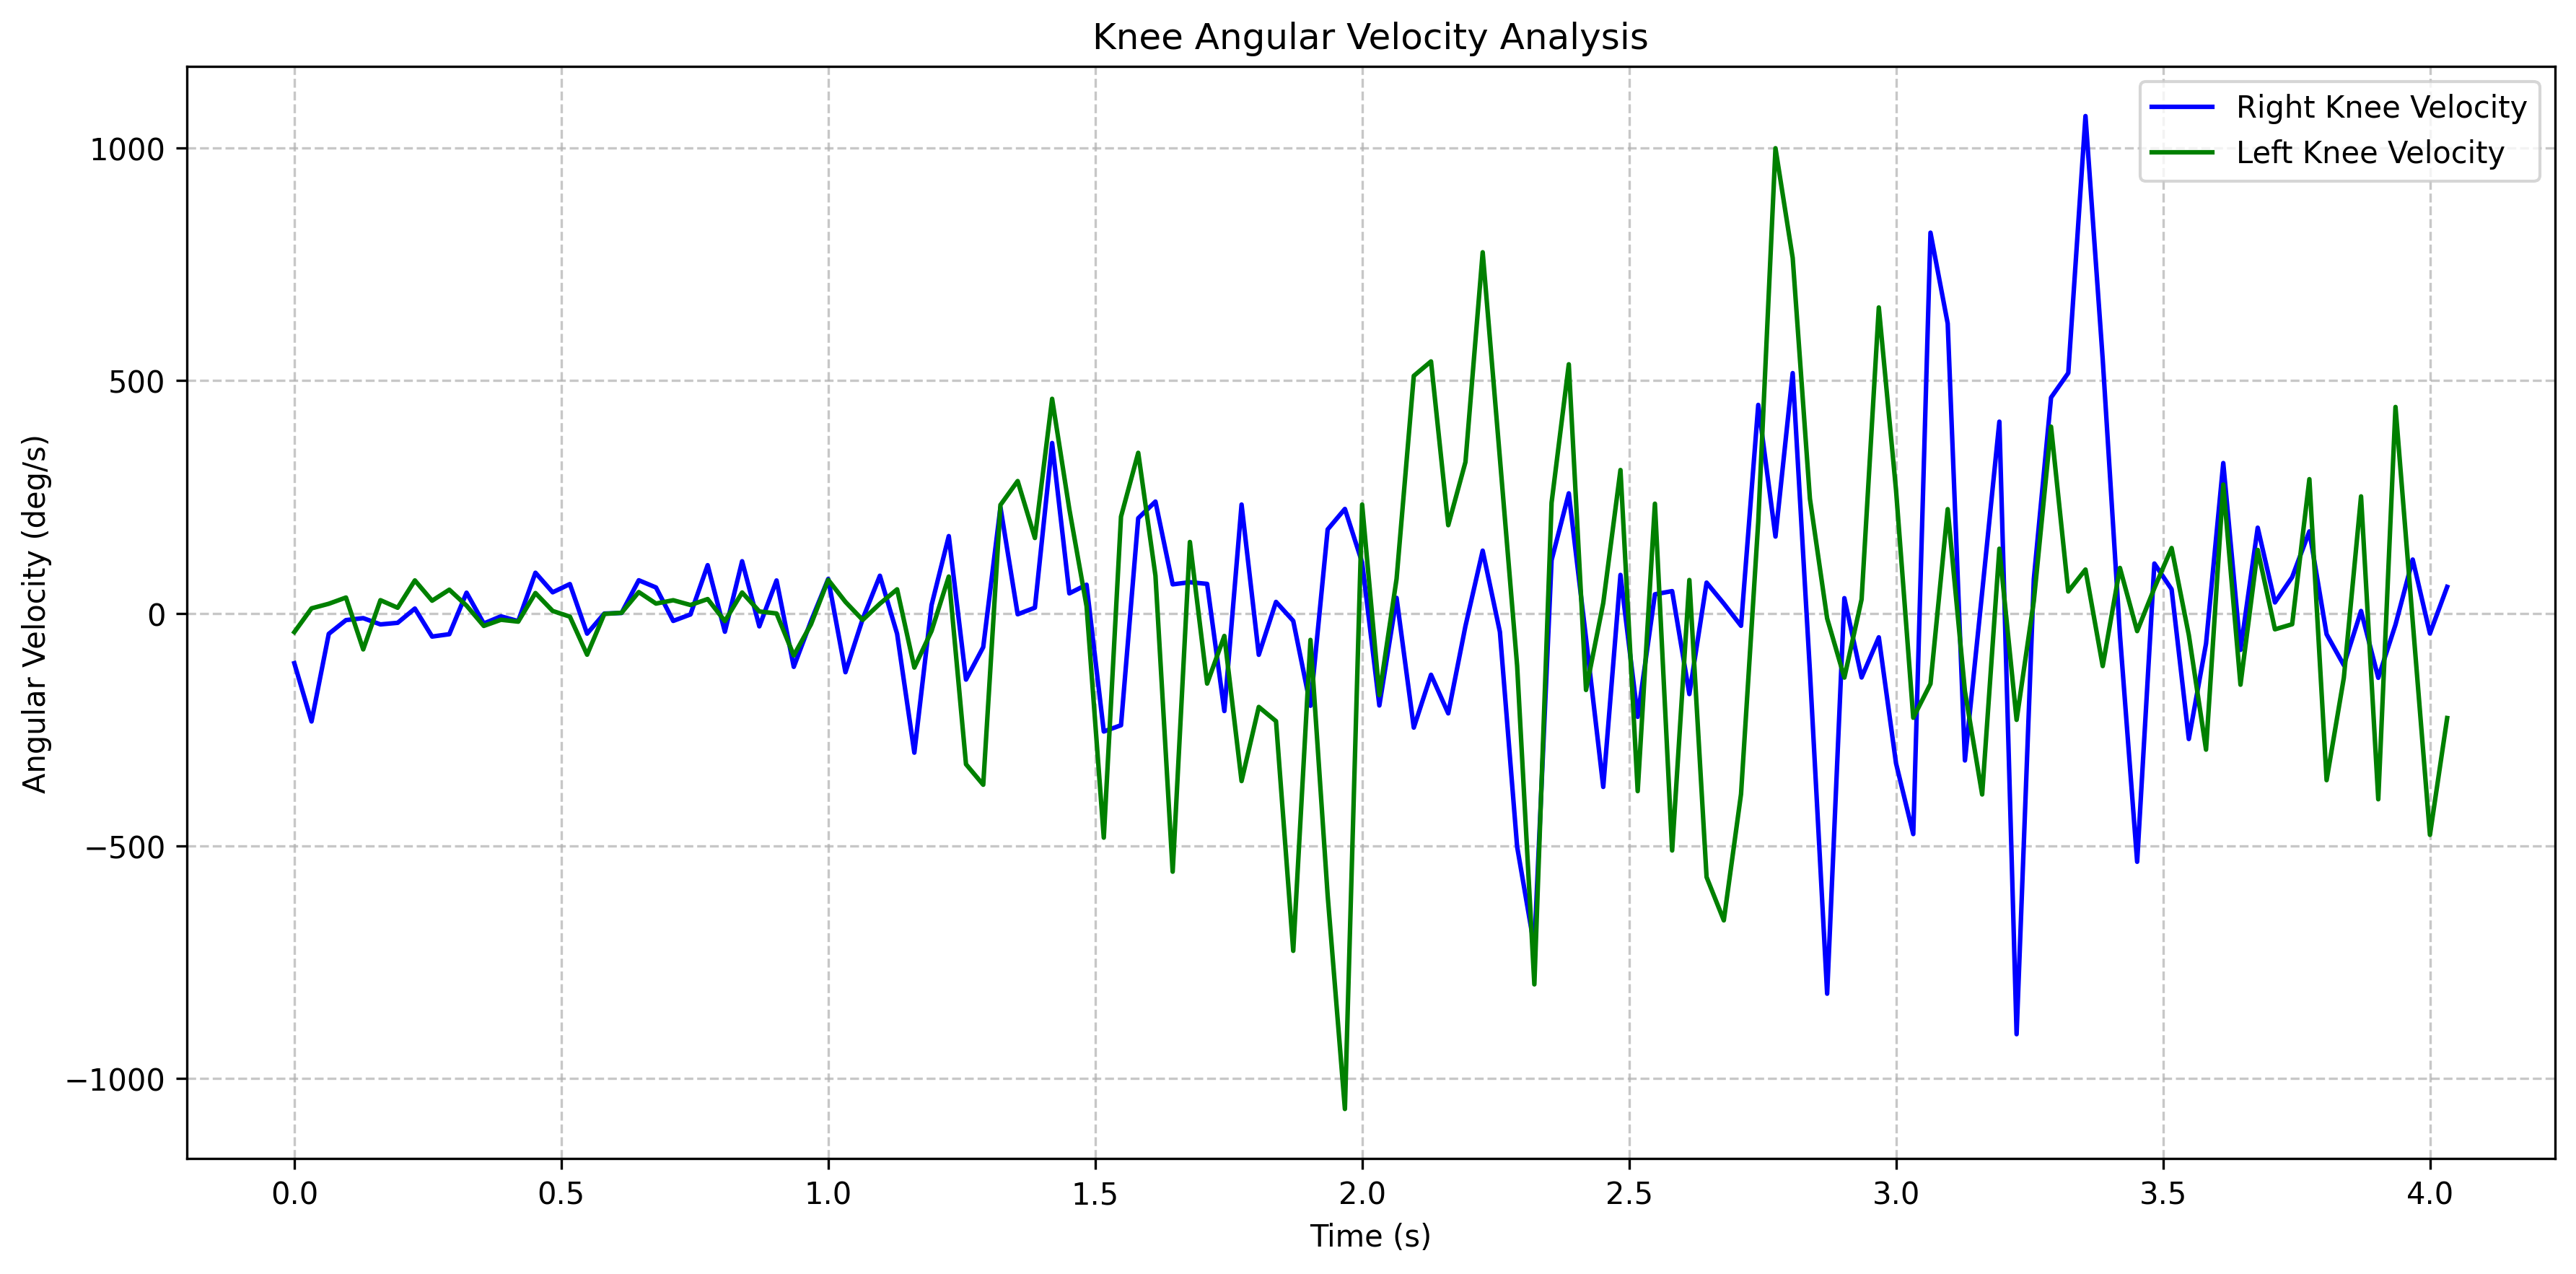 Knee Angular Velocity Analysis
Right Knee Velocity
Left Knee Velocity
Angular Velocity (deg/s)
1000
500
0
−500
−1000
0.0 0.5 1.0 1.5 2.0 2.5 3.0 3.5 4.0
Time (s)